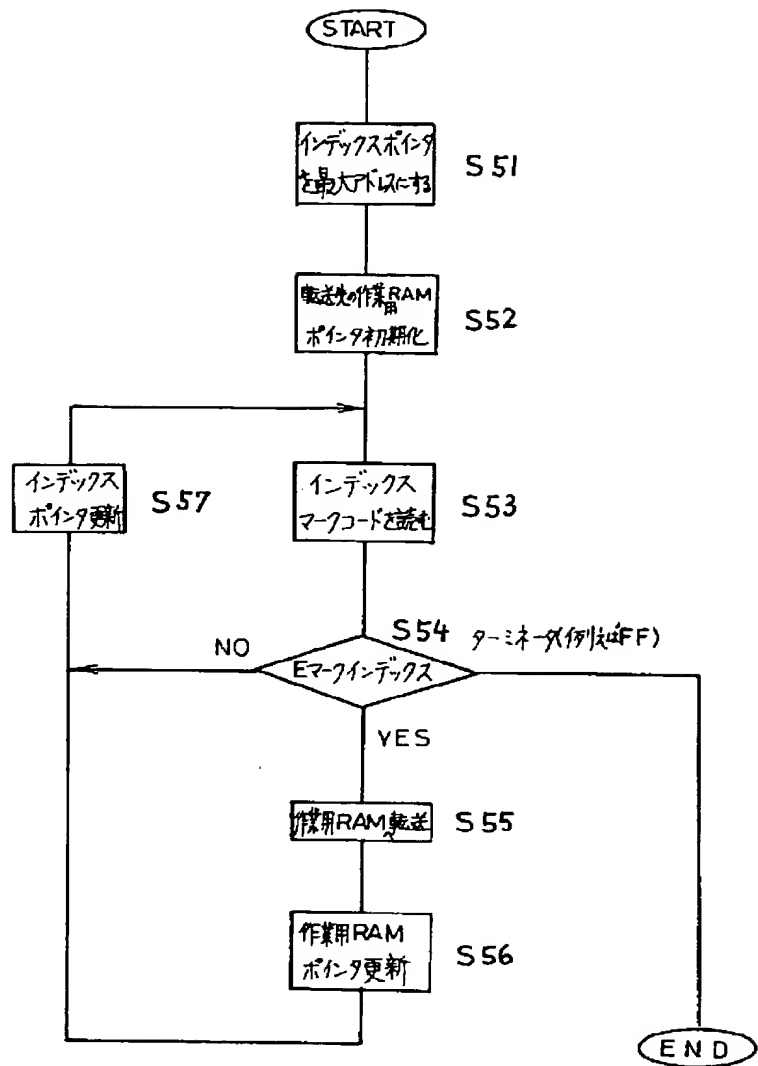 START
インデックスポインタ
を最大アドレスにする
S51
転送先の作業用RAM
ポインタ初期化
S52
インデックス
ポインタ更新
S57
インデックス
マークコードを読む
S53
S54
ターミネータ(例えばFF)
NO
Eマークインデックス
YES
作業用RAMへ転送
S55
作業用RAM
ポインタ更新
S56
END